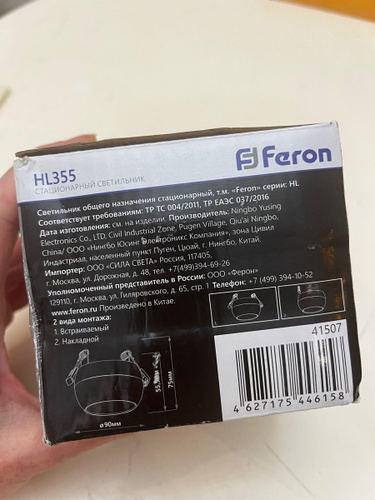 HL355
СТАЦИОНАРНЫЙ СВЕТИЛЬНИК
Feron
Светильник общего назначения стационарный, т.м. «Feron» серии: HL
Соответствует требованиям: ТР ТС 004/2011, ТР ЕАЭС 037/2016
Дата изготовления: см. на изделии. Производитель: Ningbo Yusing
Electronics Co., LTD, Civil Industrial Zone, Pugen Village, Qiu'ai Ningbo,
China/ ООО «Нингбо Юсинг Электроникс Компания», зона Цивил
Индастриал, населенный пункт Пуген, Цюай, г. Нингбо, Китай.
Импортер: ООО «СИЛА СВЕТА» Россия, 117405,
г. Москва, ул. Дорожная, д. 48, тел. +7(499)394-69-26
Уполномоченный представитель в России: ООО «Ферон»
129110, г. Москва, ул. Гиляровского, д. 65, стр. 1 Телефон: +7 (499) 394-10-52
www.feron.ru Произведено в Китае.
2 вида монтажа:
1. Встраиваемый
2. Накладной
75мм
ø90мм
41507
4 627175 446158